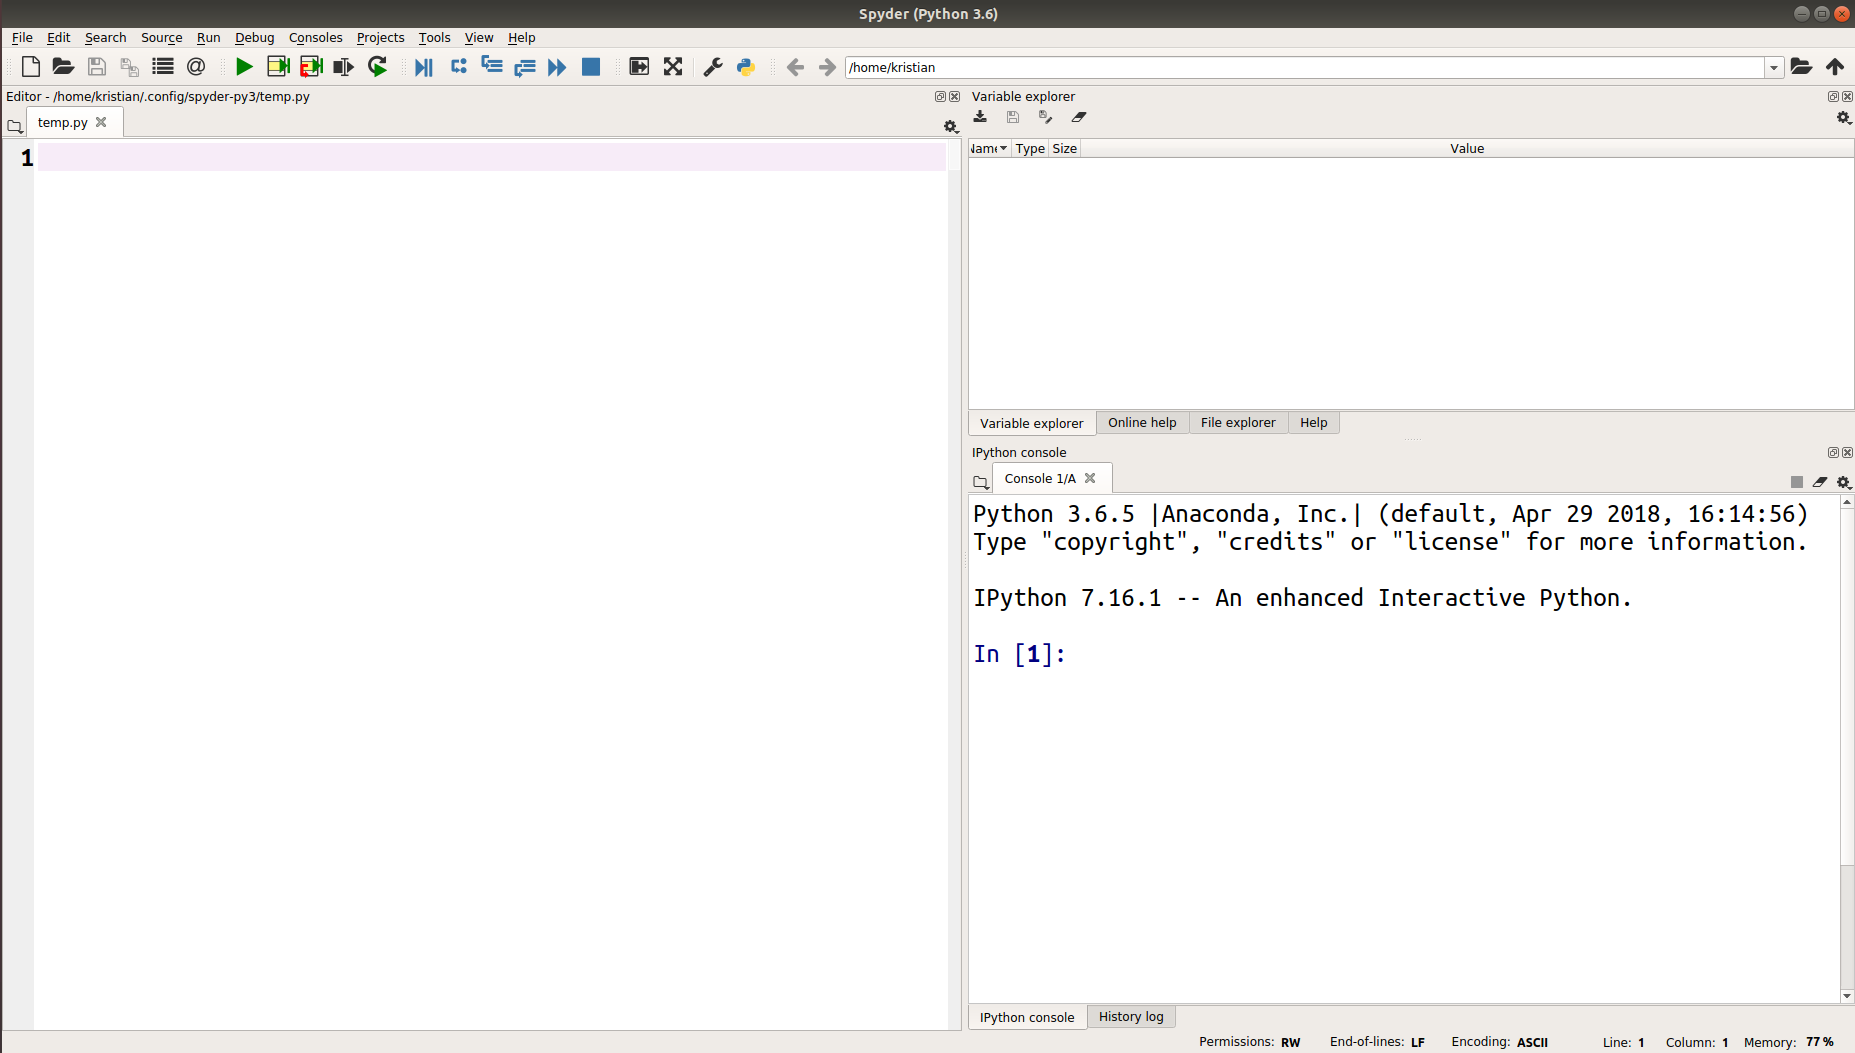 Spyder (Python 3.6)
File Edit Search Source Run Debug Consoles Projects Tools View Help
/home/kristian
Editor - /home/kristian/.config/spyder-py3/temp.py
temp.py
1
Variable explorer
Name Type Size Value
Variable explorer Online help File explorer Help
IPython console
Console 1/A
Python 3.6.5 |Anaconda, Inc.| (default, Apr 29 2018, 16:14:56)
Type "copyright", "credits" or "license" for more information.
IPython 7.16.1 -- An enhanced Interactive Python.
In [1]:
IPython console History log
Permissions: RW End-of-lines: LF Encoding: ASCII Line: 1 Column: 1 Memory: 77 %